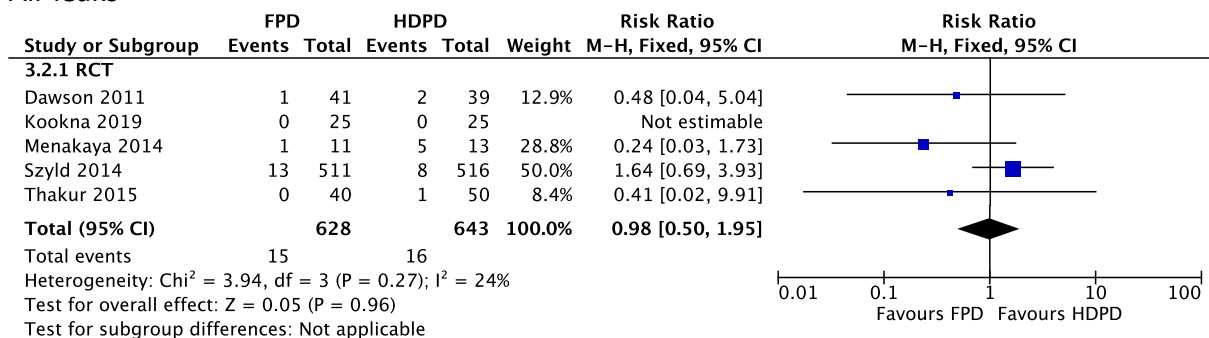 FPD HDPD Risk Ratio Risk Ratio
Study or Subgroup Events Total Events Total Weight M-H, Fixed, 95% CI M-H, Fixed, 95% CI
3.2.1 RCT
Dawson 2011 1 41 2 39 12.9% 0.48 [0.04, 5.04]
Kookna 2019 0 25 0 25 Not estimable
Menakaya 2014 1 11 5 13 28.8% 0.24 [0.03, 1.73]
Szyld 2014 13 511 8 516 50.0% 1.64 [0.69, 3.93]
Thakur 2015 0 40 1 50 8.4% 0.41 [0.02, 9.91]
Total (95% CI) 628 643 100.0% 0.98 [0.50, 1.95]
Total events 15 16
Heterogeneity: Chi² = 3.94, df = 3 (P = 0.27); I² = 24%
Test for overall effect: Z = 0.05 (P = 0.96)
Test for subgroup differences: Not applicable
0.01 0.1 1 10 100
Favours FPD Favours HDPD